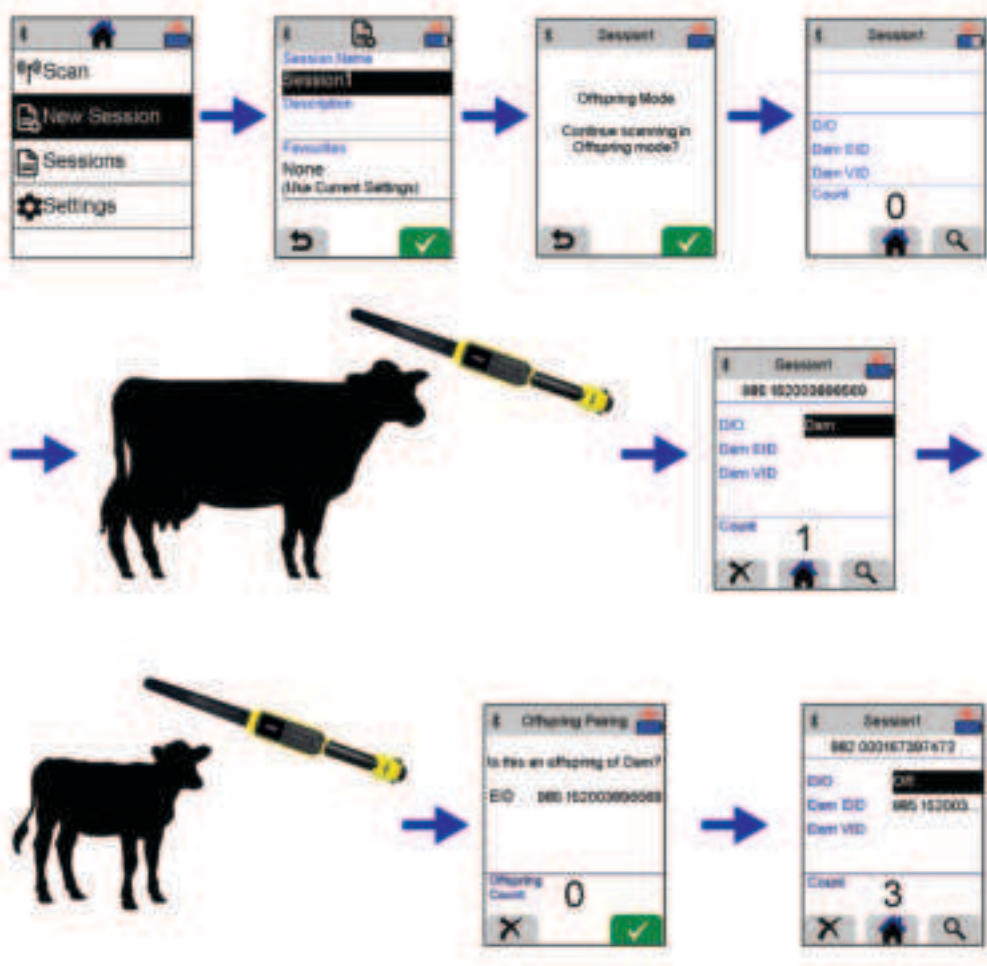 Scan
New Session
Sessions
Settings
Session Name
Session1
Description
Favourites
None
(Use Current Settings)
Session1
Offspring Mode
Continue scanning in
Offspring mode?
Session1
D/O
Dam EID
Dam VID
Count
0
Session1
D/O Dam
Dam EID
Dam VID
Count
1
Offspring Pairing
Is this an offspring of Dam?
EID
Offspring
Count
0
Session1
D/O Off
Dam EID 985 152003...
Dam VID
Count
3